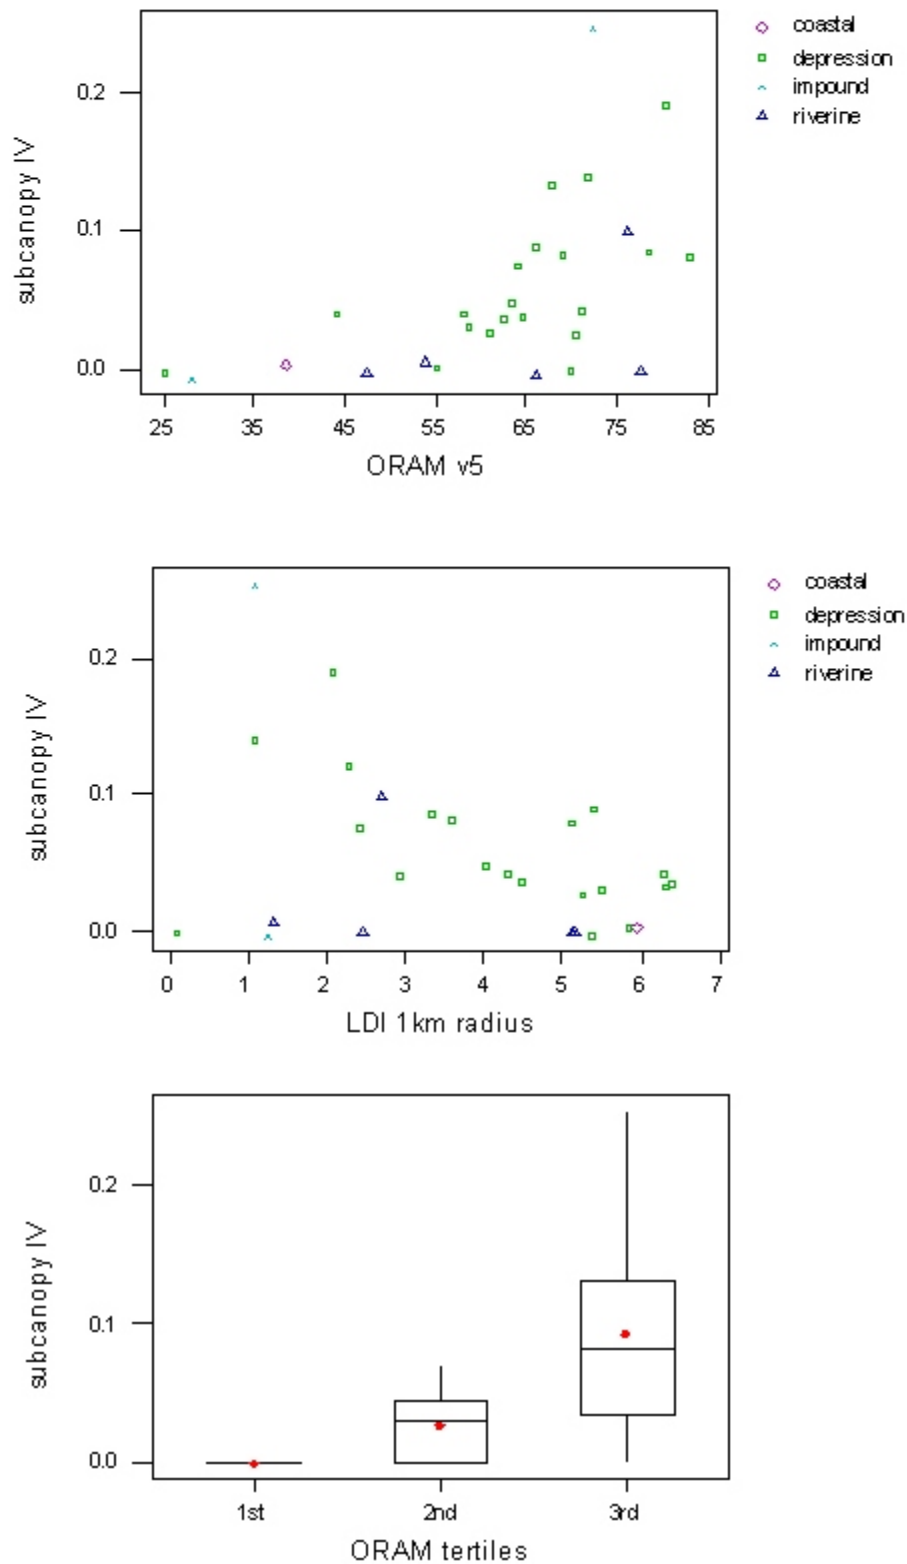 coastal
depression
impound
riverine
subcanopy IV
0.2
0.1
0.0
25 35 45 55 65 75 85
ORAM v5
coastal
depression
impound
riverine
subcanopy IV
0.2
0.1
0.0
0 1 2 3 4 5 6 7
LDI 1km radius
subcanopy IV
0.2
0.1
0.0
1st 2nd 3rd
ORAM tertiles